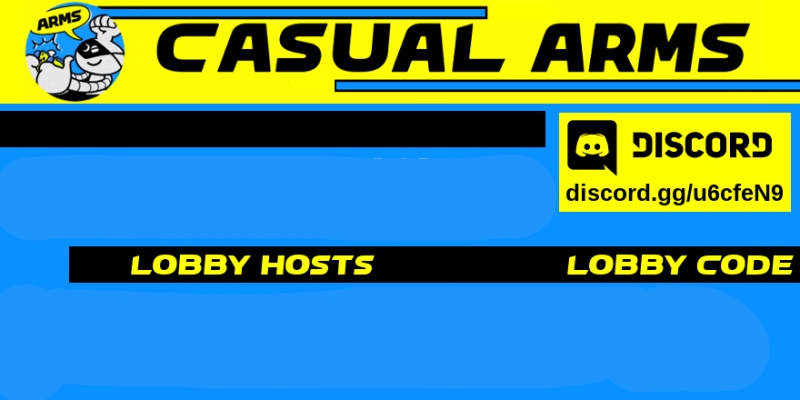 ARMS
CASUAL ARMS
DISCORD
discord.gg/u6cfeN9
LOBBY HOSTS
LOBBY CODE